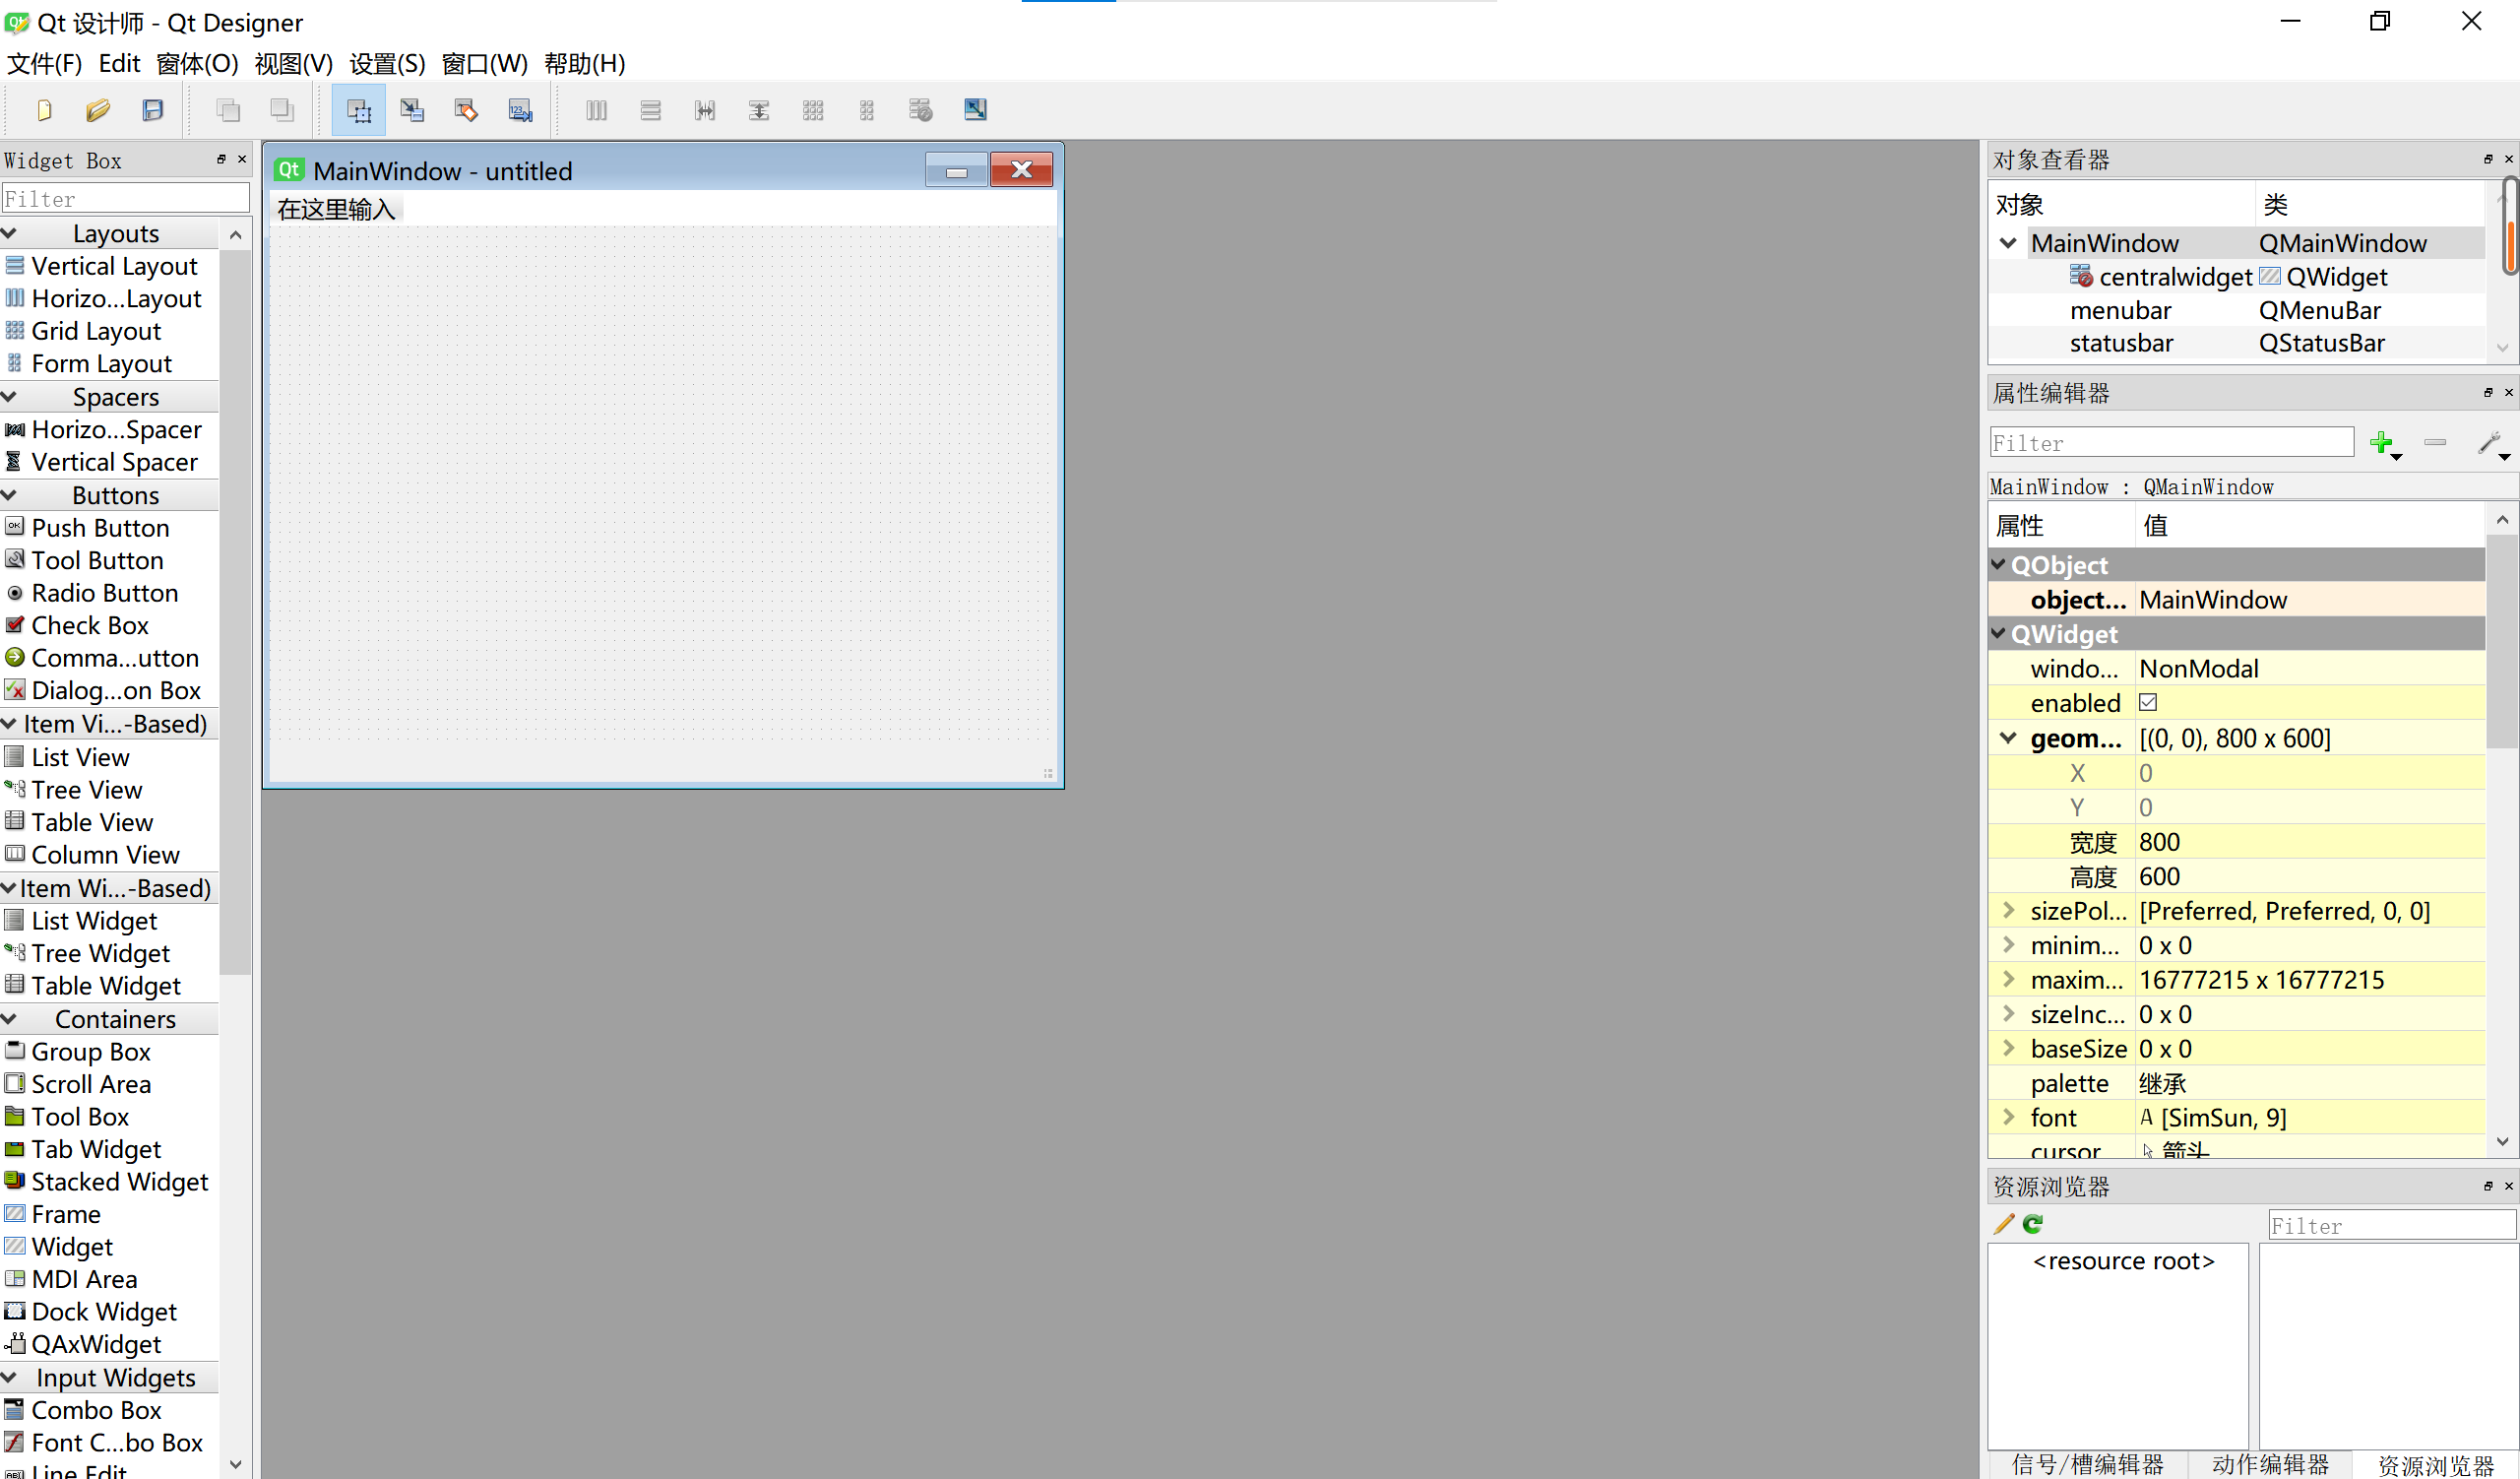 Qt 设计师 - Qt Designer
文件(F) Edit 窗体(O) 视图(V) 设置(S) 窗口(W) 帮助(H)
Widget Box
Filter
Layouts
Vertical Layout
Horizo...Layout
Grid Layout
Form Layout
Spacers
Horizo...Spacer
Vertical Spacer
Buttons
Push Button
Tool Button
Radio Button
Check Box
Comma...utton
Dialog...on Box
Item Vi...-Based)
List View
Tree View
Table View
Column View
Item Wi...-Based)
List Widget
Tree Widget
Table Widget
Containers
Group Box
Scroll Area
Tool Box
Tab Widget
Stacked Widget
Frame
Widget
MDI Area
Dock Widget
QAxWidget
Input Widgets
Combo Box
Font C...bo Box
Line Edit
Qt MainWindow - untitled
在这里输入
对象查看器
对象 类
MainWindow QMainWindow
centralwidget QWidget
menubar QMenuBar
statusbar QStatusBar
属性编辑器
Filter
MainWindow : QMainWindow
属性 值
QObject
object... MainWindow
QWidget
windo... NonModal
enabled
geom... [(0, 0), 800 x 600]
X 0
Y 0
宽度 800
高度 600
sizePol... [Preferred, Preferred, 0, 0]
minim... 0 x 0
maxim... 16777215 x 16777215
sizeInc... 0 x 0
baseSize 0 x 0
palette 继承
font A [SimSun, 9]
cursor 箭头
资源浏览器
Filter
<resource root>
信号/槽编辑器 动作编辑器 资源浏览器